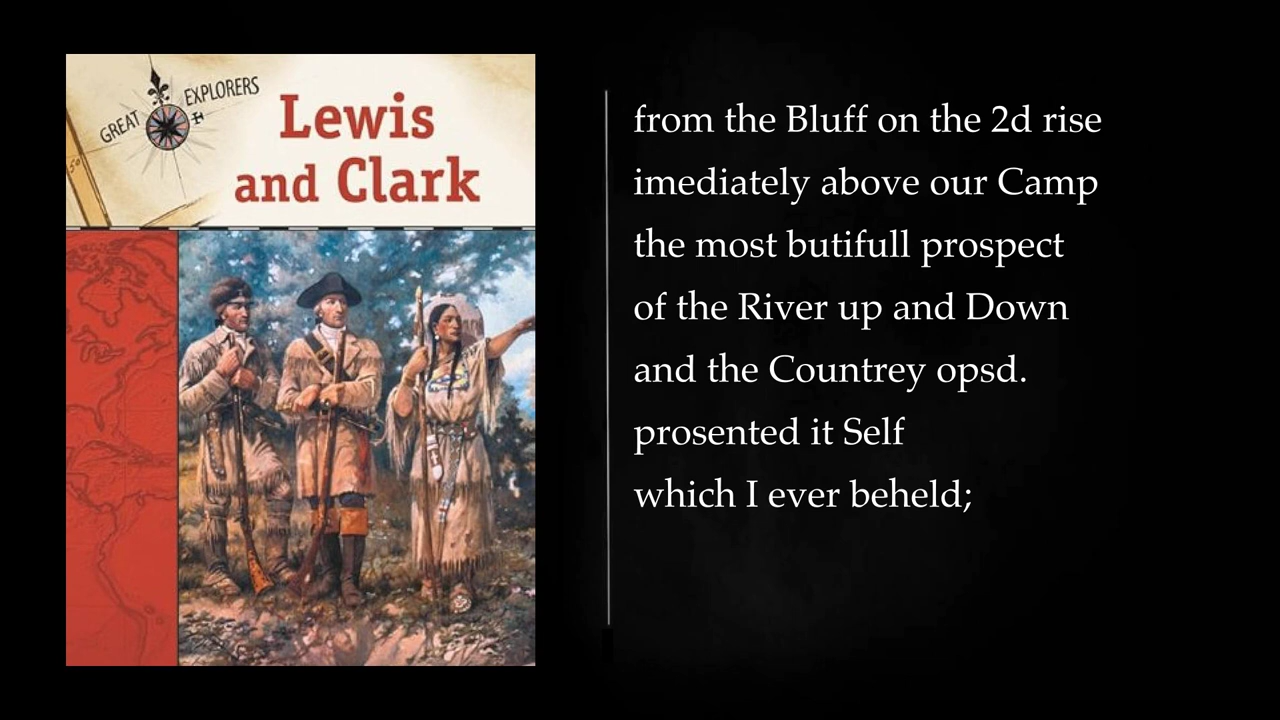 GREAT EXPLORERS
Lewis
and Clark
from the Bluff on the 2d rise
imediately above our Camp
the most butifull prospect
of the River up and Down
and the Countrey opsd.
prosented it Self
which I ever beheld;